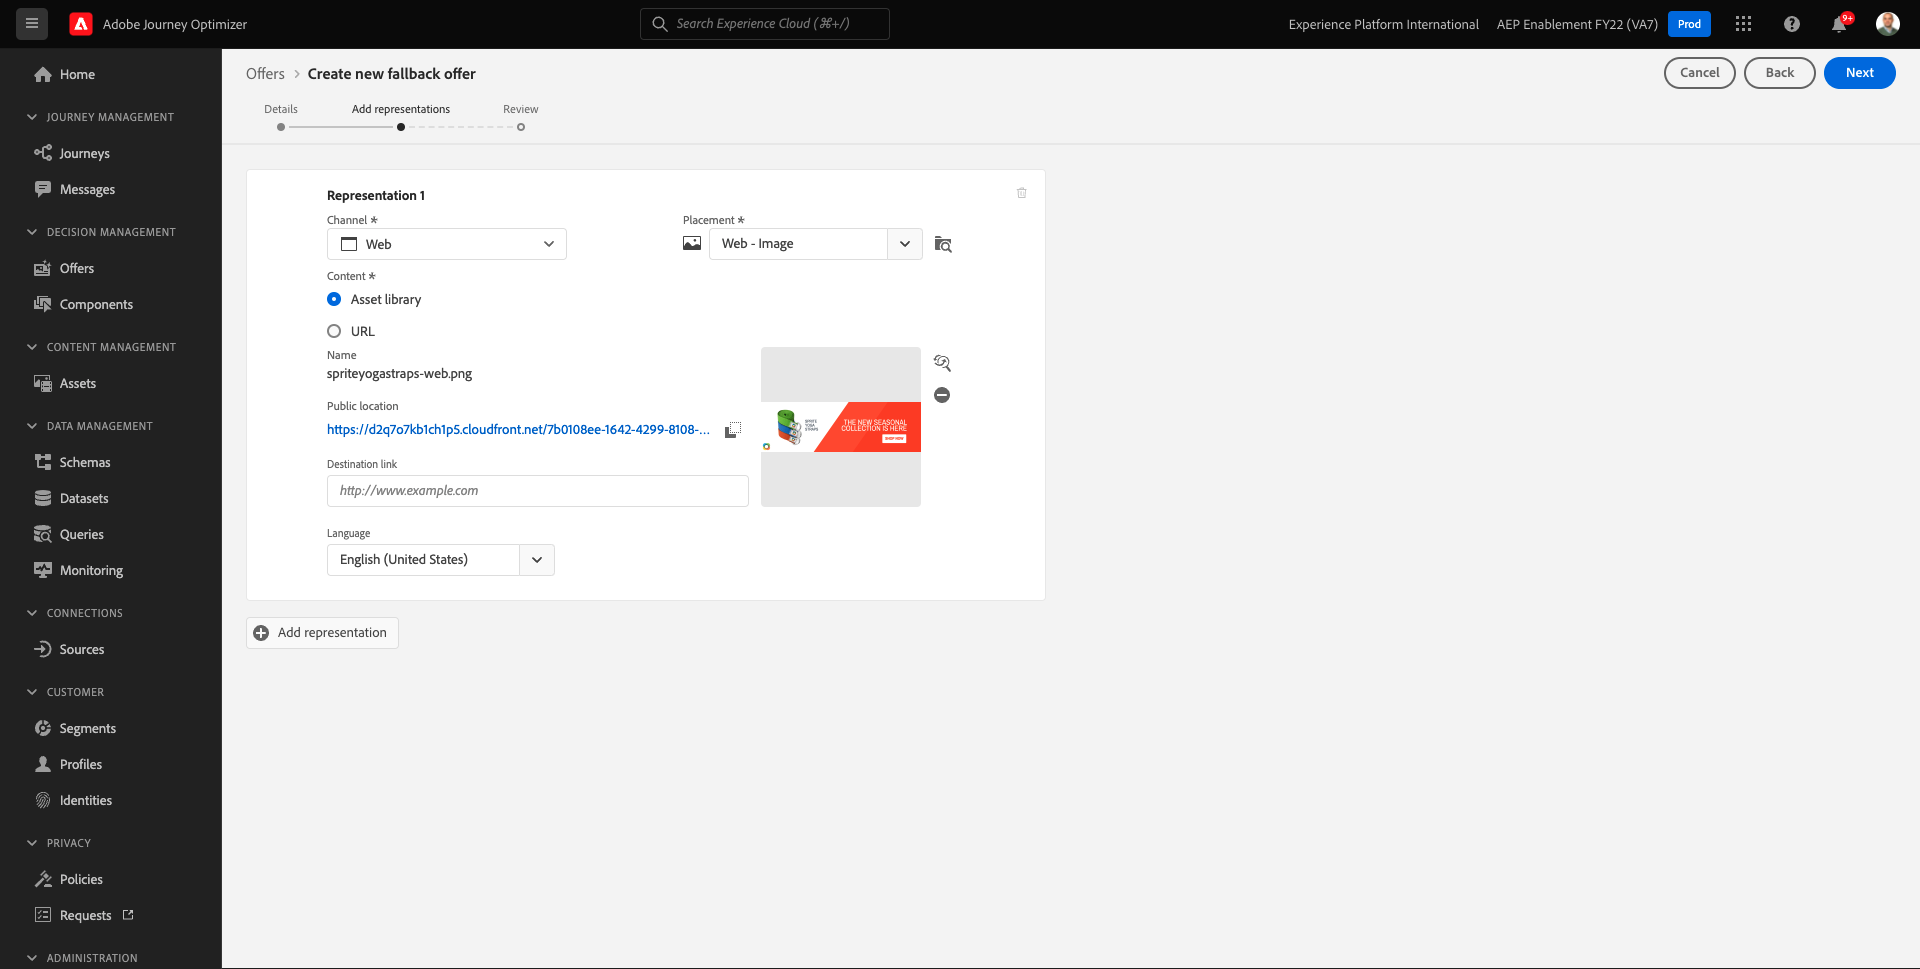 Adobe Journey Optimizer
Search Experience Cloud (⌘+/)
Experience Platform International
AEP Enablement FY22 (VA7)
Prod
9+
Home
JOURNEY MANAGEMENT
Journeys
Messages
DECISION MANAGEMENT
Offers
Components
CONTENT MANAGEMENT
Assets
DATA MANAGEMENT
Schemas
Datasets
Queries
Monitoring
CONNECTIONS
Sources
CUSTOMER
Segments
Profiles
Identities
PRIVACY
Policies
Requests
ADMINISTRATION
Offers > Create new fallback offer
Cancel
Back
Next
Details
Add representations
Review
Representation 1
Channel *
Web
Placement *
Web - Image
Content *
Asset library
URL
Name
spriteyogastraps-web.png
Public location
https://d2q7o7kb1ch1p5.cloudfront.net/7b0108ee-1642-4299-8108-...
Destination link
http://www.example.com
SPRITE
YOGA
STRAPS
THE NEW SEASONAL
COLLECTION IS HERE
SHOP NOW
Language
English (United States)
Add representation